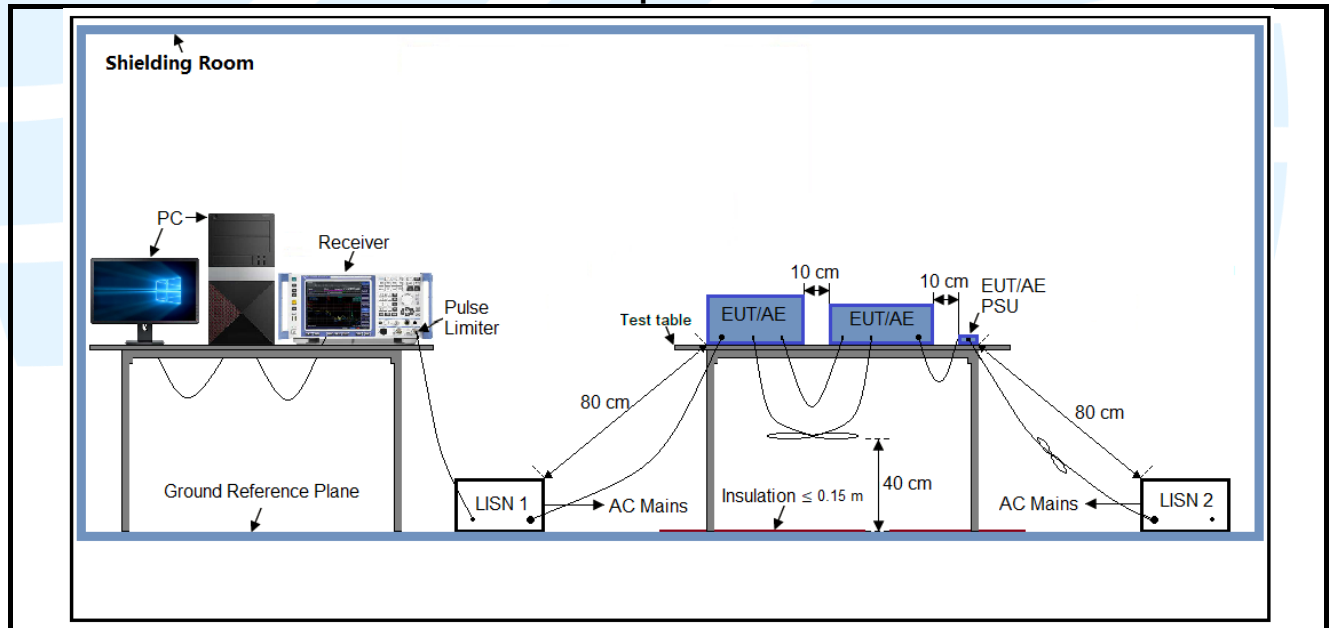 Shielding Room
PC
Receiver
Pulse
Limiter
10 cm
10 cm
EUT/AE
PSU
EUT/AE
EUT/AE
Test table
80 cm
80 cm
40 cm
Ground Reference Plane
LISN 1
AC Mains
Insulation ≤ 0.15 m
AC Mains
LISN 2